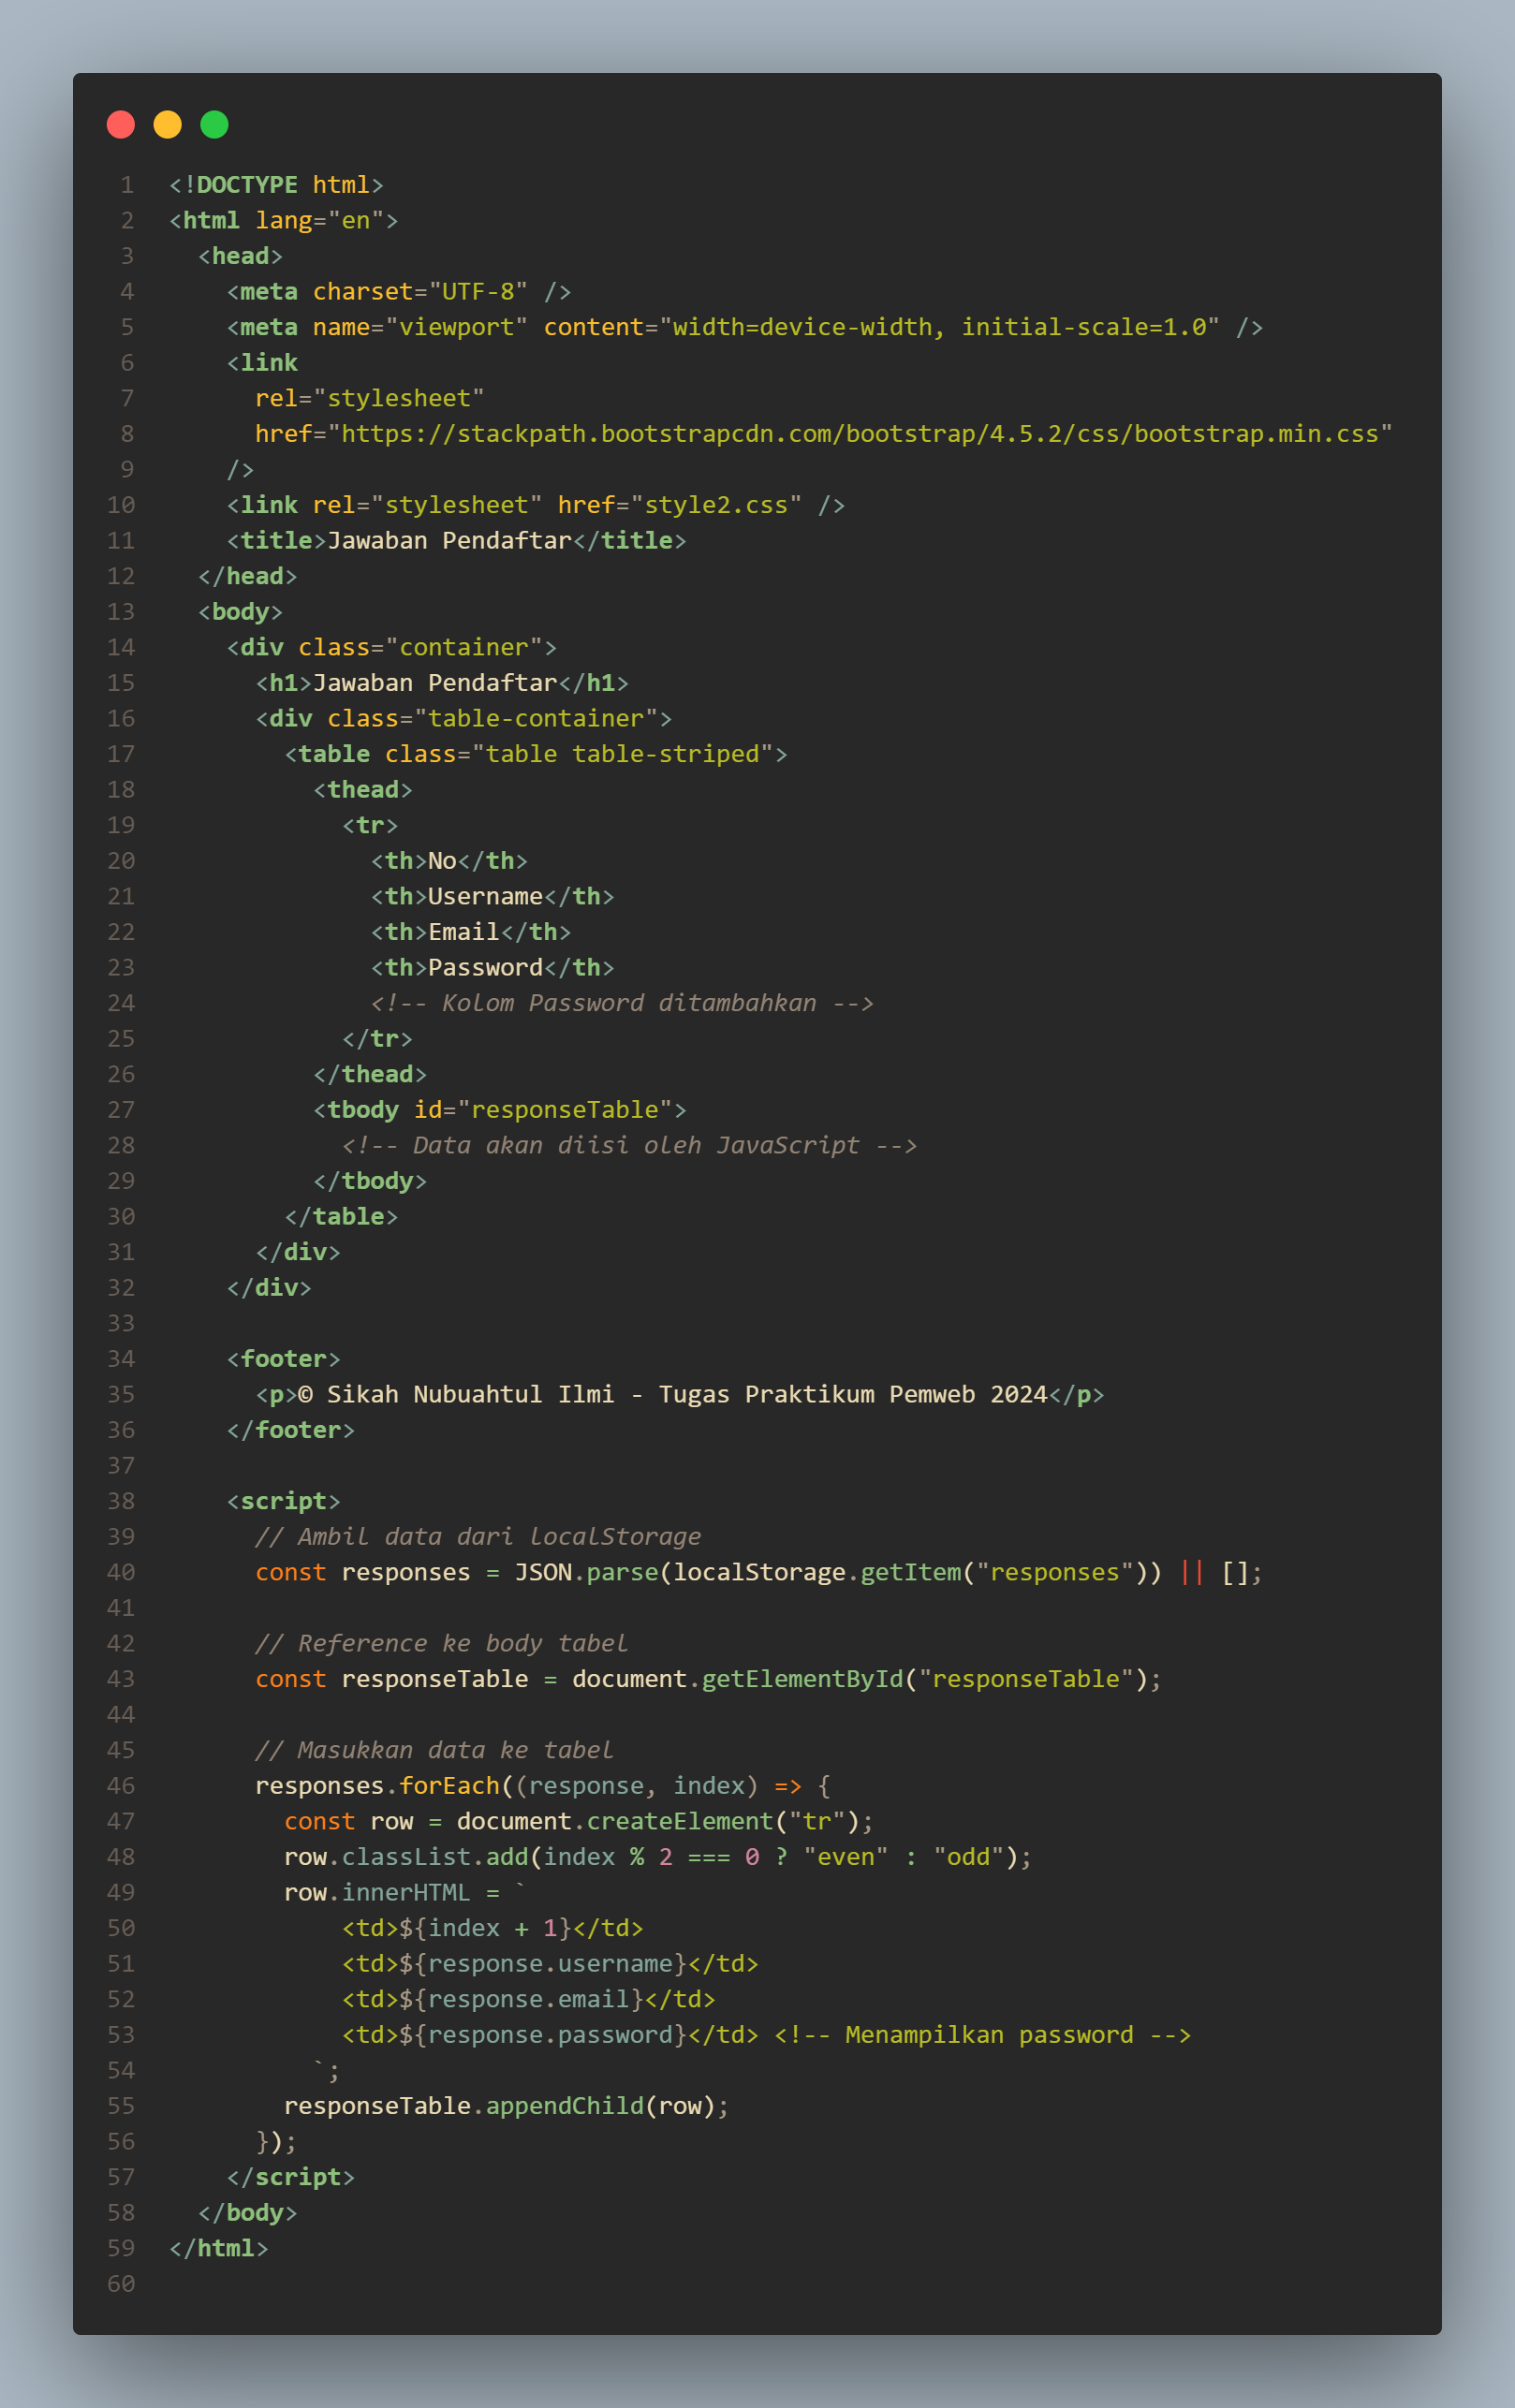 1 <!DOCTYPE html>
2 <html lang="en">
3   <head>
4     <meta charset="UTF-8" />
5     <meta name="viewport" content="width=device-width, initial-scale=1.0" />
6     <link
7       rel="stylesheet"
8       href="https://stackpath.bootstrapcdn.com/bootstrap/4.5.2/css/bootstrap.min.css"
9     />
10     <link rel="stylesheet" href="style2.css" />
11     <title>Jawaban Pendaftar</title>
12   </head>
13   <body>
14     <div class="container">
15       <h1>Jawaban Pendaftar</h1>
16       <div class="table-container">
17         <table class="table table-striped">
18           <thead>
19             <tr>
20               <th>No</th>
21               <th>Username</th>
22               <th>Email</th>
23               <th>Password</th>
24               <!-- Kolom Password ditambahkan -->
25             </tr>
26           </thead>
27           <tbody id="responseTable">
28             <!-- Data akan diisi oleh JavaScript -->
29           </tbody>
30         </table>
31       </div>
32     </div>
33
34     <footer>
35       <p>© Sikah Nubuahtul Ilmi - Tugas Praktikum Pemweb 2024</p>
36     </footer>
37
38     <script>
39       // Ambil data dari localStorage
40       const responses = JSON.parse(localStorage.getItem("responses")) || [];
41
42       // Reference ke body tabel
43       const responseTable = document.getElementById("responseTable");
44
45       // Masukkan data ke tabel
46       responses.forEach((response, index) => {
47         const row = document.createElement("tr");
48         row.classList.add(index % 2 === 0 ? "even" : "odd");
49         row.innerHTML = `
50             <td>${index + 1}</td>
51             <td>${response.username}</td>
52             <td>${response.email}</td>
53             <td>${response.password}</td> <!-- Menampilkan password -->
54           `;
55         responseTable.appendChild(row);
56       });
57     </script>
58   </body>
59 </html>
60